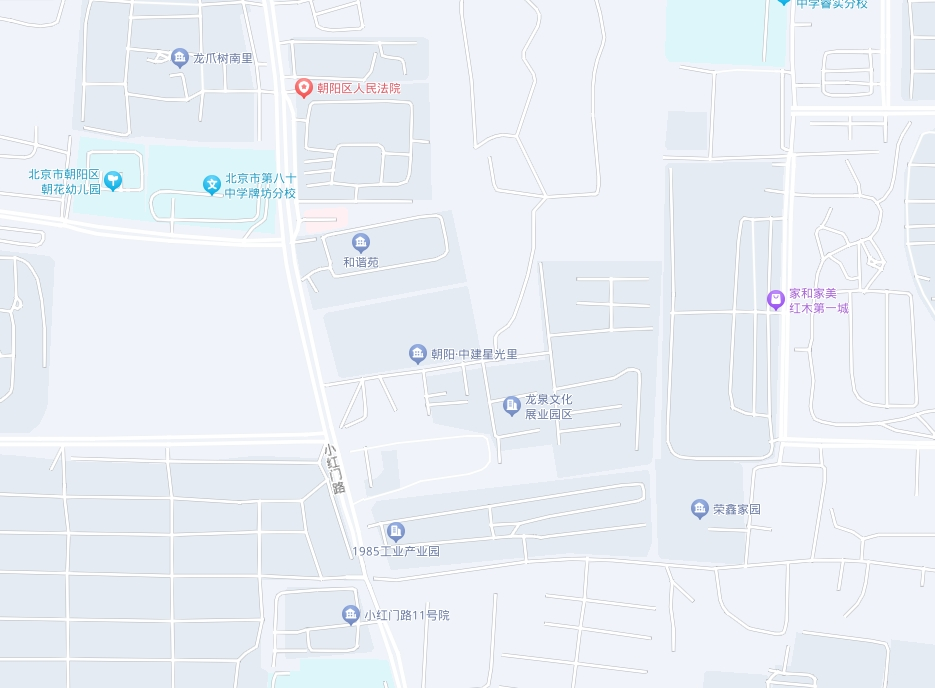 中学睿实分校
龙爪树南里
朝阳区人民法院
北京市朝阳区
朝花幼儿园
北京市第八十
中学牌坊分校
和谐苑
家和家美
红木第一城
朝阳·中建星光里
龙泉文化
展业园区
小红门路
荣鑫家园
1985工业产业园
小红门路11号院